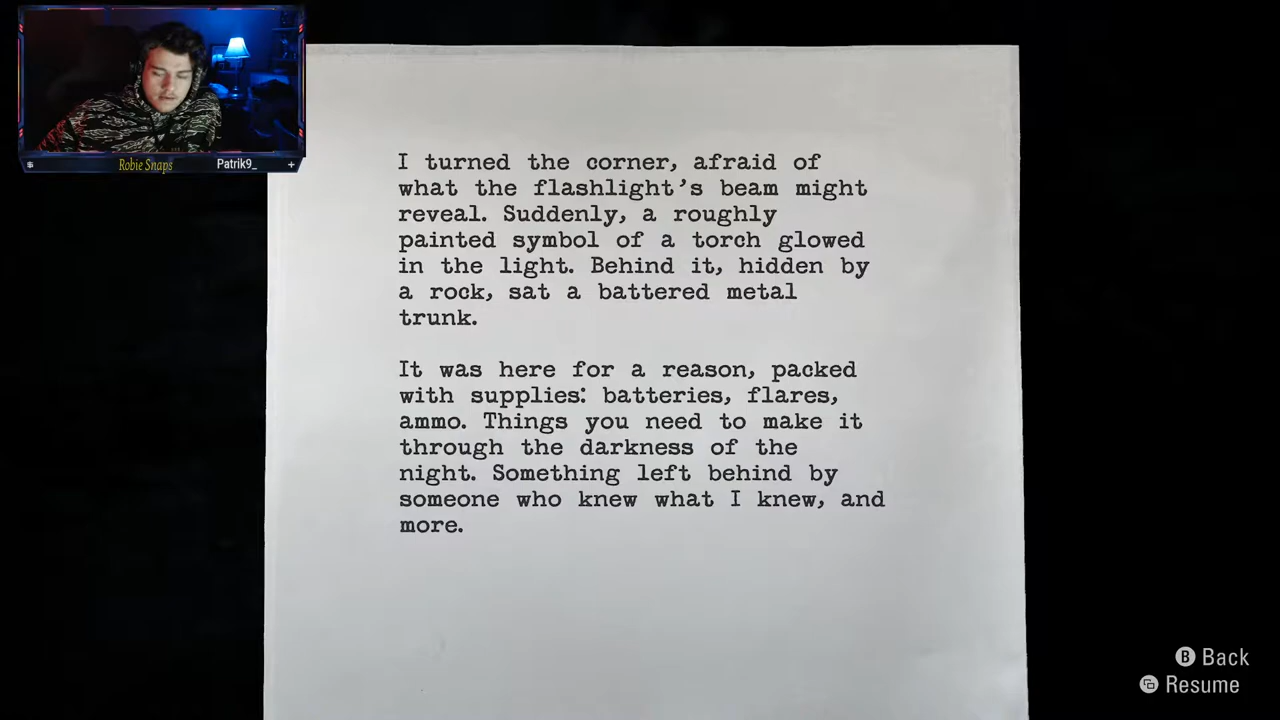 Robie Snaps
Patrik9_
I turned the corner, afraid of
what the flashlight's beam might
reveal. Suddenly, a roughly
painted symbol of a torch glowed
in the light. Behind it, hidden by
a rock, sat a battered metal
trunk.
It was here for a reason, packed
with supplies: batteries, flares,
ammo. Things you need to make it
through the darkness of the
night. Something left behind by
someone who knew what I knew, and
more.
B Back
Resume